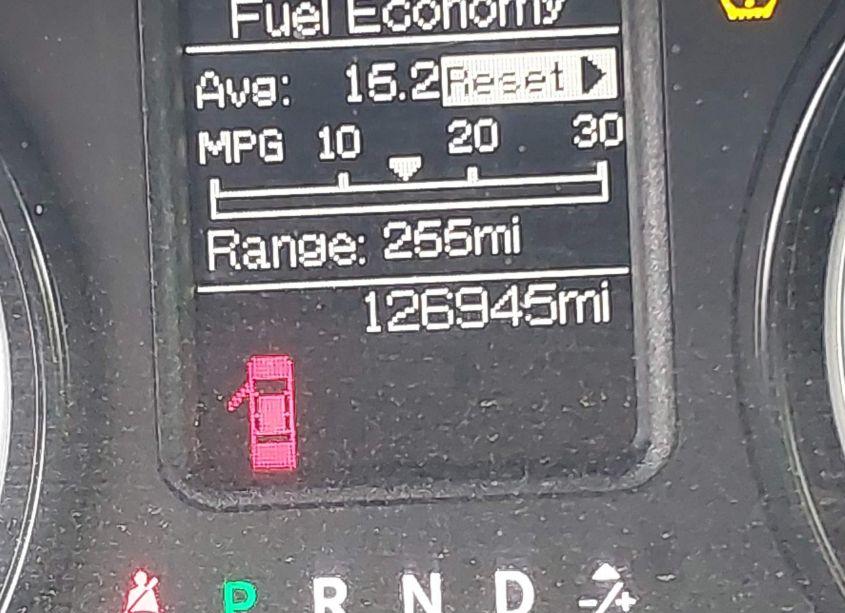 Fuel Economy
Avg: 16.2 Reset
MPG 10 20 30
Range: 255mi
126945mi
P R N D -/+